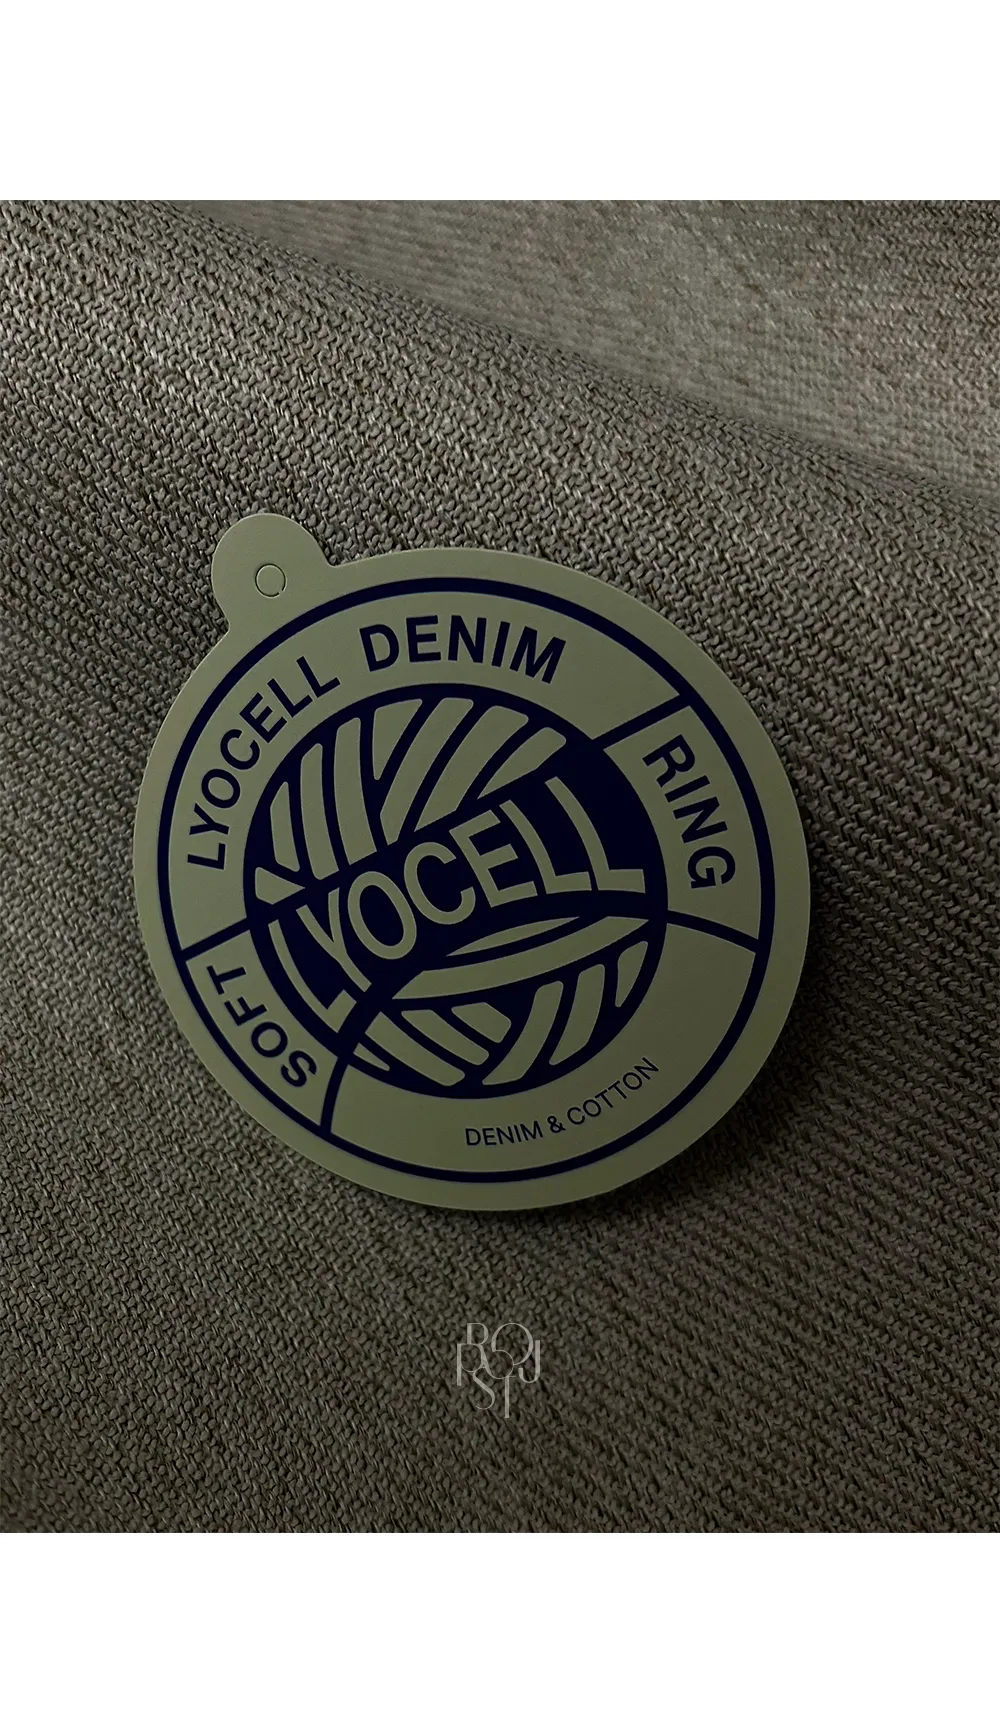 LYOCELL DENIM
RING
LYOCELL
SOFT
DENIM & COTTON